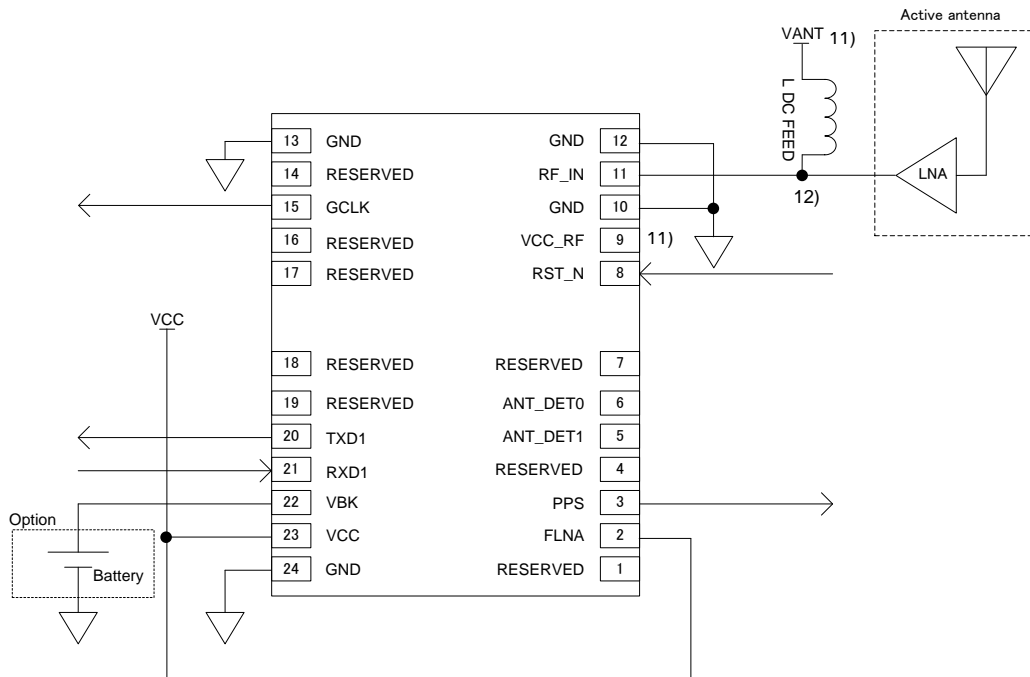 Active antenna
VANT 11)
L DC FEED
LNA
12)
13 GND
14 RESERVED
15 GCLK
16 RESERVED
17 RESERVED
18 RESERVED
19 RESERVED
20 TXD1
21 RXD1
22 VBK
23 VCC
24 GND
GND 12
RF_IN 11
GND 10
VCC_RF 9 11)
RST_N 8
RESERVED 7
ANT_DET0 6
ANT_DET1 5
RESERVED 4
PPS 3
FLNA 2
RESERVED 1
VCC
Option
Battery